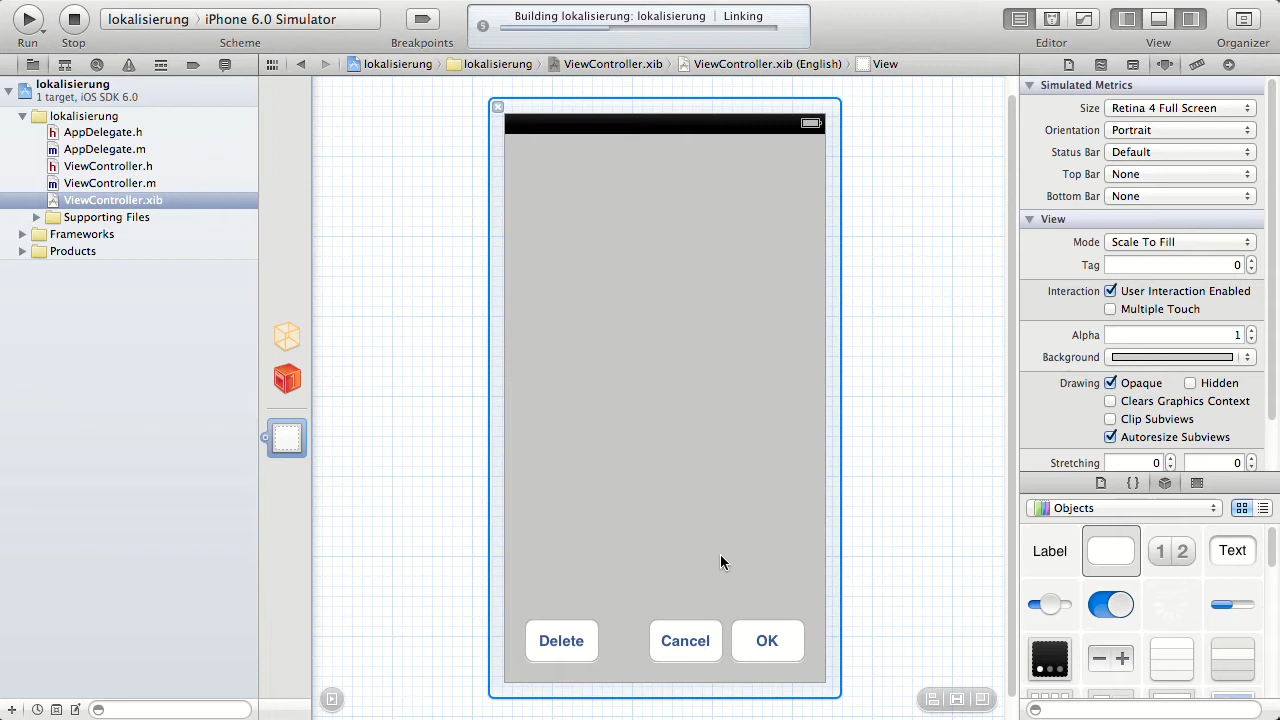 lokalisierung iPhone 6.0 Simulator
Building lokalisierung: lokalisierung | Linking
5
Run Stop Scheme Breakpoints Editor View Organizer
lokalisierung lokalisierung ViewController.xib ViewController.xib (English) View
lokalisierung
1 target, iOS SDK 6.0
lokalisierung
h AppDelegate.h
m AppDelegate.m
h ViewController.h
m ViewController.m
ViewController.xib
Supporting Files
Frameworks
Products
Delete Cancel OK
Simulated Metrics
Size Retina 4 Full Screen
Orientation Portrait
Status Bar Default
Top Bar None
Bottom Bar None
View
Mode Scale To Fill
Tag 0
Interaction User Interaction Enabled
Multiple Touch
Alpha 1
Background
Drawing Opaque Hidden
Clears Graphics Context
Clip Subviews
Autoresize Subviews
Stretching 0 0
{} 
Objects
Label 1 2 Text